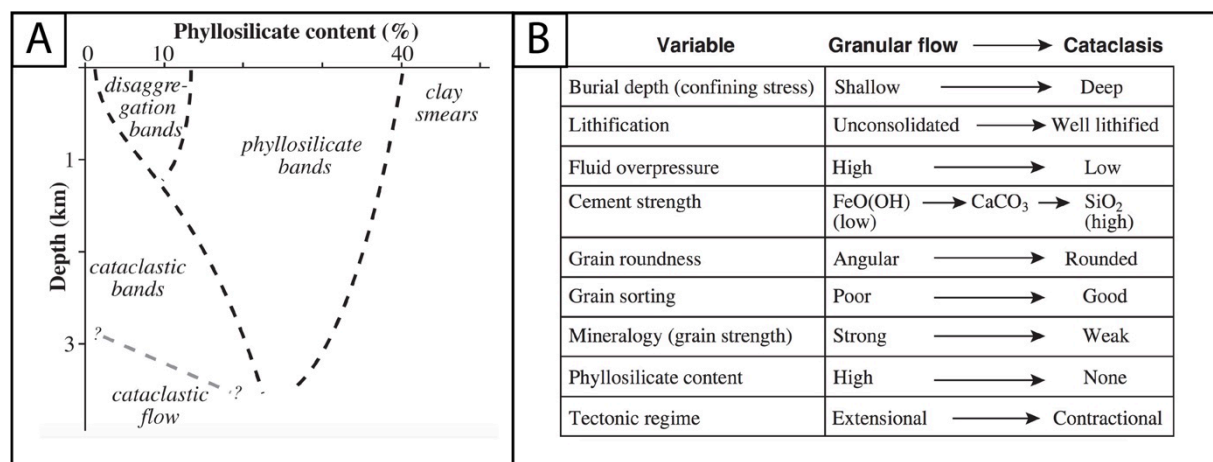 A
Phyllosilicate content (%)
0 10 40
disaggre-
gation
bands
clay
smears
phyllosilicate
bands
1
Depth (km)
cataclastic
bands
?
3
?
cataclastic
flow
B
Variable Granular flow Cataclasis
Burial depth (confining stress) Shallow Deep
Lithification Unconsolidated Well lithified
Fluid overpressure High Low
Cement strength FeO(OH) CaCO₃ SiO₂
(low) (high)
Grain roundness Angular Rounded
Grain sorting Poor Good
Mineralogy (grain strength) Strong Weak
Phyllosilicate content High None
Tectonic regime Extensional Contractional